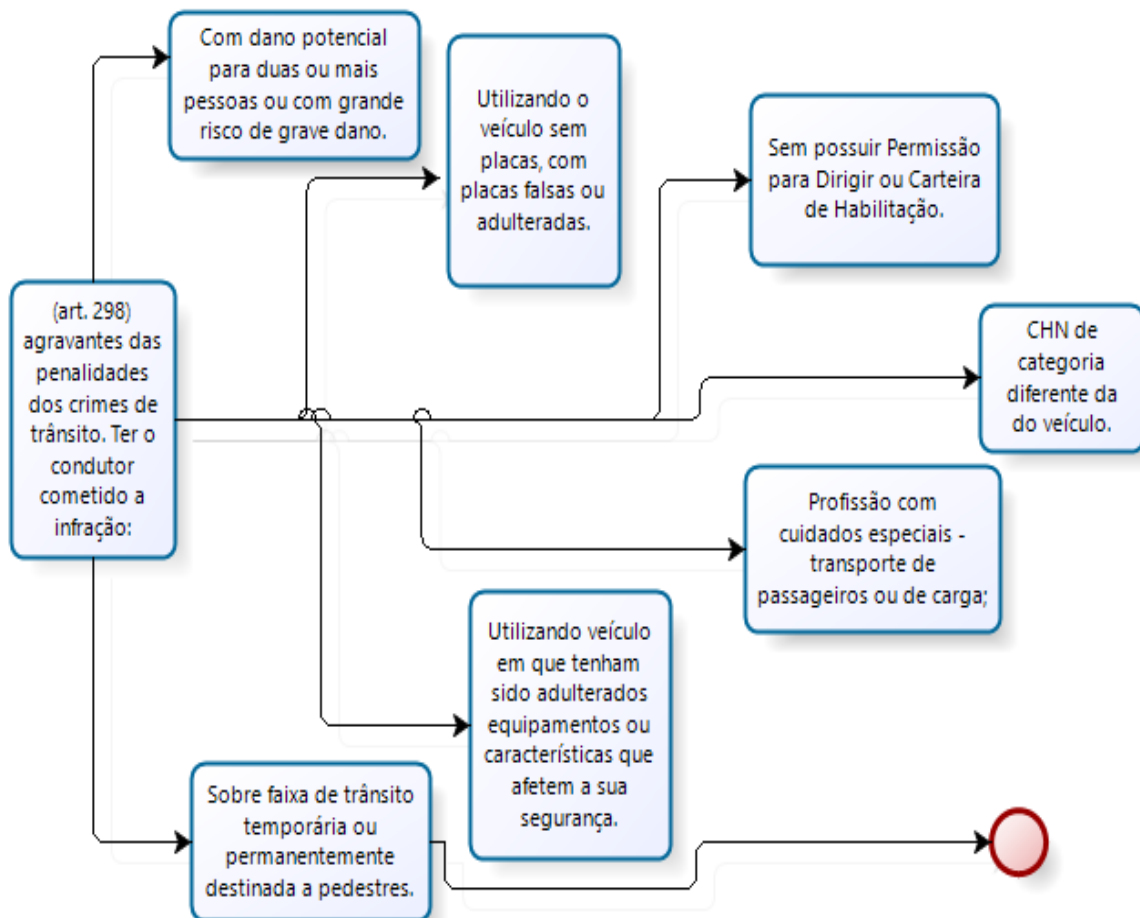 Com dano potencial
para duas ou mais
pessoas ou com grande
risco de grave dano.
Utilizando o
veículo sem
placas, com
placas falsas ou
adulteradas.
Sem possuir Permissão
para Dirigir ou Carteira
de Habilitação.
(art. 298)
agravantes das
penalidades
dos crimes de
trânsito. Ter o
condutor
cometido a
infração:
CHN de
categoria
diferente da
do veículo.
Profissão com
cuidados especiais -
transporte de
passageiros ou de carga;
Utilizando veículo
em que tenham
sido adulterados
equipamentos ou
características que
afetem a sua
segurança.
Sobre faixa de trânsito
temporária ou
permanentemente
destinada a pedestres.